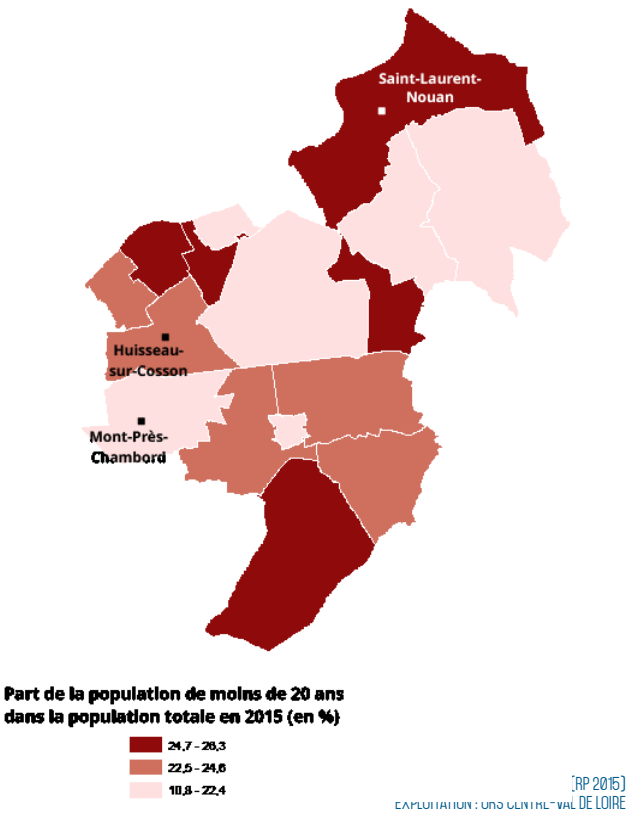 Saint-Laurent-
Nouan
Huisseau-
sur-Cosson
Mont-Près-
Chambord
Part de la population de moins de 20 ans
dans la population totale en 2015 (en %)
24,7 - 26,3
22,5 - 24,6
10,8 - 22,4
(RP 2015)
EXPLOITATION : ORS CENTRE-VAL DE LOIRE